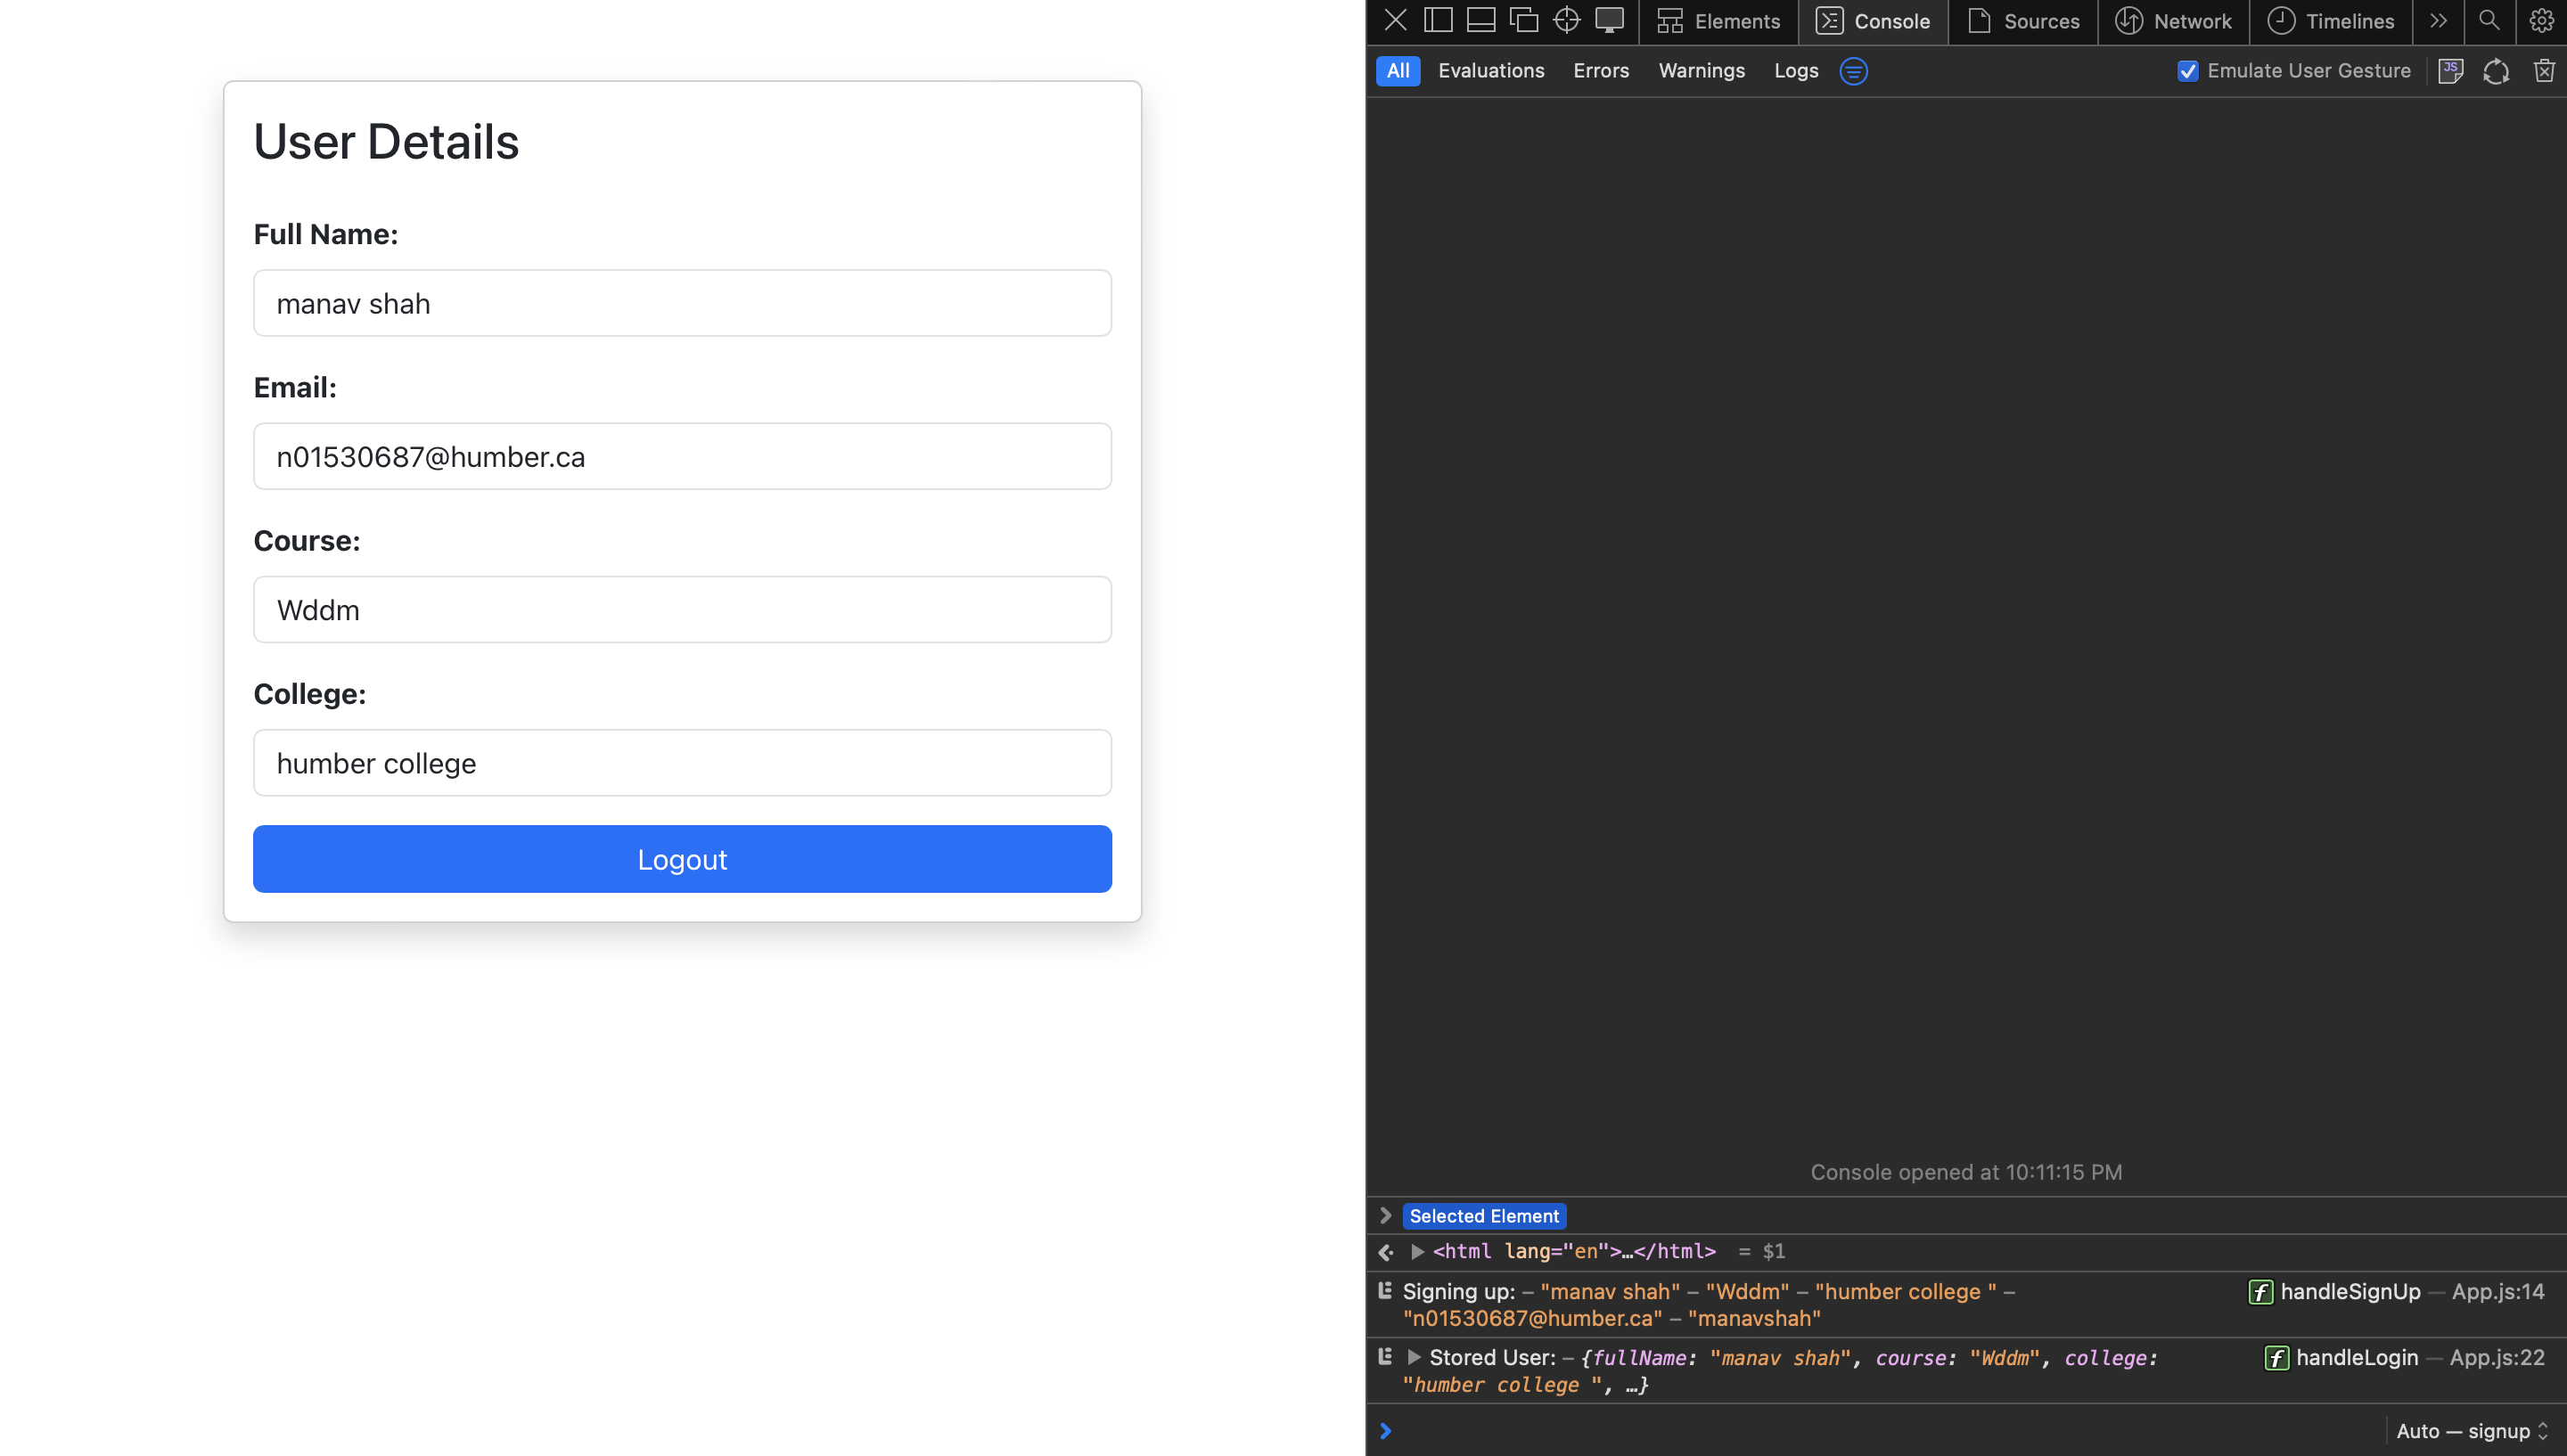 User Details
Full Name:
manav shah
Email:
n01530687@humber.ca
Course:
Wddm
College:
humber college
Logout
Elements
Console
Sources
Network
Timelines
All Evaluations Errors Warnings Logs
Emulate User Gesture
JS
Console opened at 10:11:15 PM
Selected Element
<html lang="en">…</html> = $1
Signing up: – "manav shah" – "Wddm" – "humber college " – f handleSignUp — App.js:14
"n01530687@humber.ca" – "manavshah"
Stored User: – {fullName: "manav shah", course: "Wddm", college: f handleLogin — App.js:22
"humber college ", …}
Auto — signup